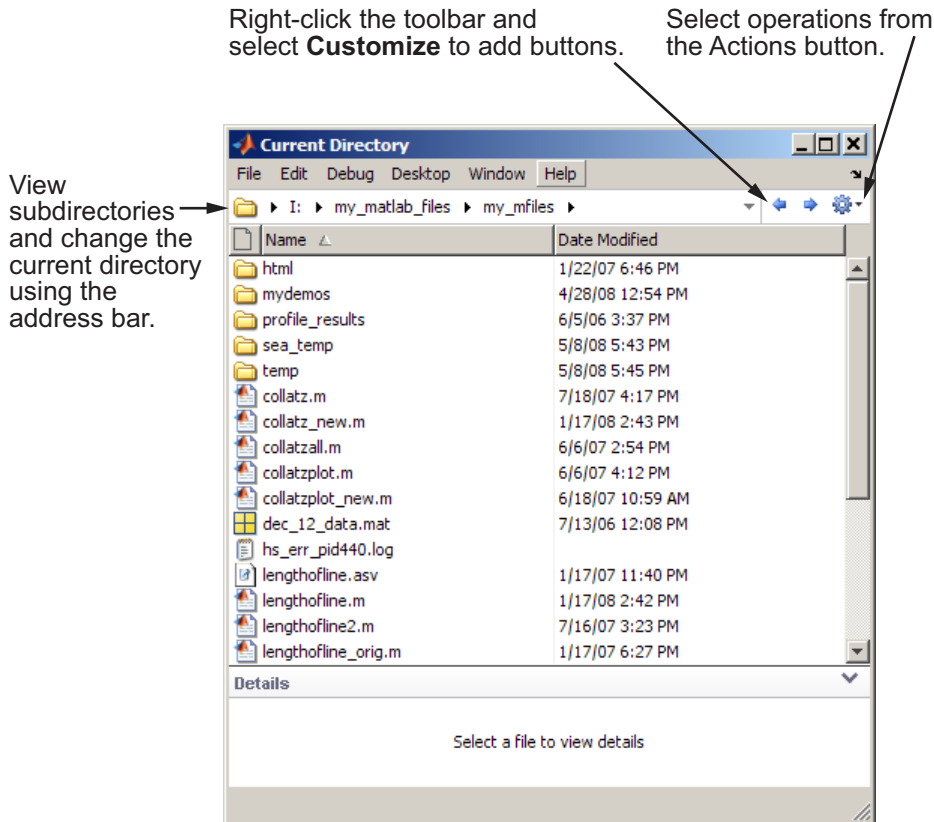 Right-click the toolbar and
select Customize to add buttons.
Select operations from
the Actions button.
View
subdirectories
and change the
current directory
using the
address bar.
Current Directory
File Edit Debug Desktop Window Help
I: my_matlab_files my_mfiles
Name Date Modified
html 1/22/07 6:46 PM
mydemos 4/28/08 12:54 PM
profile_results 6/5/06 3:37 PM
sea_temp 5/8/08 5:43 PM
temp 5/8/08 5:45 PM
collatz.m 7/18/07 4:17 PM
collatz_new.m 1/17/08 2:43 PM
collatzall.m 6/6/07 2:54 PM
collatzplot.m 6/6/07 4:12 PM
collatzplot_new.m 6/18/07 10:59 AM
dec_12_data.mat 7/13/06 12:08 PM
hs_err_pid440.log
lengthofline.asv 1/17/07 11:40 PM
lengthofline.m 1/17/08 2:42 PM
lengthofline2.m 7/16/07 3:23 PM
lengthofline_orig.m 1/17/07 6:27 PM
Details
Select a file to view details